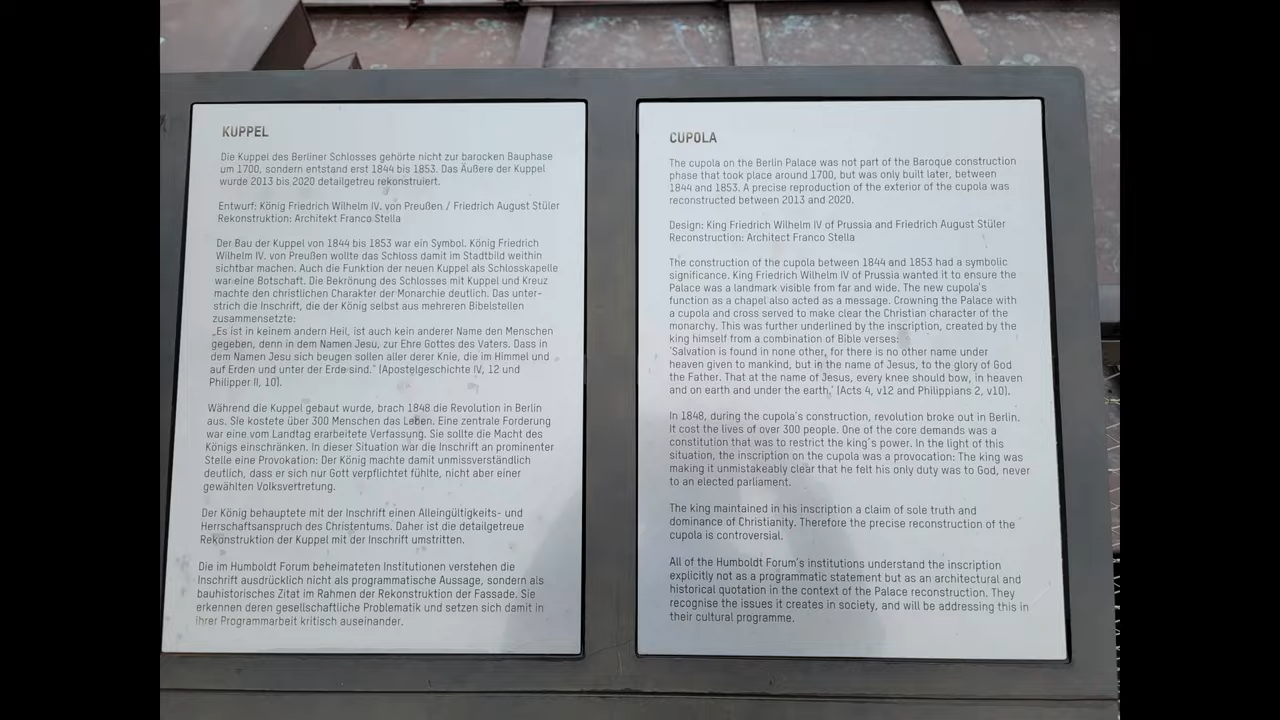 KUPPEL
Die Kuppel des Berliner Schlosses gehörte nicht zur barocken Bauphase
um 1700, sondern entstand erst 1844 bis 1853. Das Äußere der Kuppel
wurde 2013 bis 2020 detailgetreu rekonstruiert.
Entwurf: König Friedrich Wilhelm IV. von Preußen / Friedrich August Stüler
Rekonstruktion: Architekt Franco Stella
Der Bau der Kuppel von 1844 bis 1853 war ein Symbol. König Friedrich
Wilhelm IV. von Preußen wollte das Schloss damit im Stadtbild weithin
sichtbar machen. Auch die Funktion der neuen Kuppel als Schlosskapelle
war eine Botschaft. Die Bekrönung des Schlosses mit Kuppel und Kreuz
machte den christlichen Charakter der Monarchie deutlich. Das unter-
strich die Inschrift, die der König selbst aus mehreren Bibelstellen
zusammensetzte:
„Es ist in keinem andern Heil, ist auch kein anderer Name den Menschen
gegeben, denn in dem Namen Jesu, zur Ehre Gottes des Vaters. Dass in
dem Namen Jesu sich beugen sollen aller derer Knie, die im Himmel und
auf Erden und unter der Erde sind.“ (Apostelgeschichte IV, 12 und
Philipper II, 10).
Während die Kuppel gebaut wurde, brach 1848 die Revolution in Berlin
aus. Sie kostete über 300 Menschen das Leben. Eine zentrale Forderung
war eine vom Landtag erarbeitete Verfassung. Sie sollte die Macht des
Königs einschränken. In dieser Situation war die Inschrift an prominenter
Stelle eine Provokation: Der König machte damit unmissverständlich
deutlich, dass er sich nur Gott verpflichtet fühlte, nicht aber einer
gewählten Volksvertretung.
Der König behauptete mit der Inschrift einen Alleingültigkeits- und
Herrschaftsanspruch des Christentums. Daher ist die detailgetreue
Rekonstruktion der Kuppel mit der Inschrift umstritten.
Die im Humboldt Forum beheimateten Institutionen verstehen die
Inschrift ausdrücklich nicht als programmatische Aussage, sondern als
bauhistorisches Zitat im Rahmen der Rekonstruktion der Fassade. Sie
erkennen deren gesellschaftliche Problematik und setzen sich damit in
ihrer Programmarbeit kritisch auseinander.
CUPOLA
The cupola on the Berlin Palace was not part of the Baroque construction
phase that took place around 1700, but was only built later, between
1844 and 1853. A precise reproduction of the exterior of the cupola was
reconstructed between 2013 and 2020.
Design: King Friedrich Wilhelm IV of Prussia and Friedrich August Stüler
Reconstruction: Architect Franco Stella
The construction of the cupola between 1844 and 1853 had a symbolic
significance. King Friedrich Wilhelm IV of Prussia wanted it to ensure the
Palace was a landmark visible from far and wide. The new cupola's
function as a chapel also acted as a message. Crowning the Palace with
a cupola and cross served to make clear the Christian character of the
monarchy. This was further underlined by the inscription, created by the
king himself from a combination of Bible verses:
'Salvation is found in none other, for there is no other name under
heaven given to mankind, but in the name of Jesus, to the glory of God
the Father. That at the name of Jesus, every knee should bow, in heaven
and on earth and under the earth.' (Acts 4, v12 and Philippians 2, v10).
In 1848, during the cupola's construction, revolution broke out in Berlin.
It cost the lives of over 300 people. One of the core demands was a
constitution that was to restrict the king's power. In the light of this
situation, the inscription on the cupola was a provocation: The king was
making it unmistakeably clear that he felt his only duty was to God, never
to an elected parliament.
The king maintained in his inscription a claim of sole truth and
dominance of Christianity. Therefore the precise reconstruction of the
cupola is controversial.
All of the Humboldt Forum's institutions understand the inscription
explicitly not as a programmatic statement but as an architectural and
historical quotation in the context of the Palace reconstruction. They
recognise the issues it creates in society, and will be addressing this in
their cultural programme.